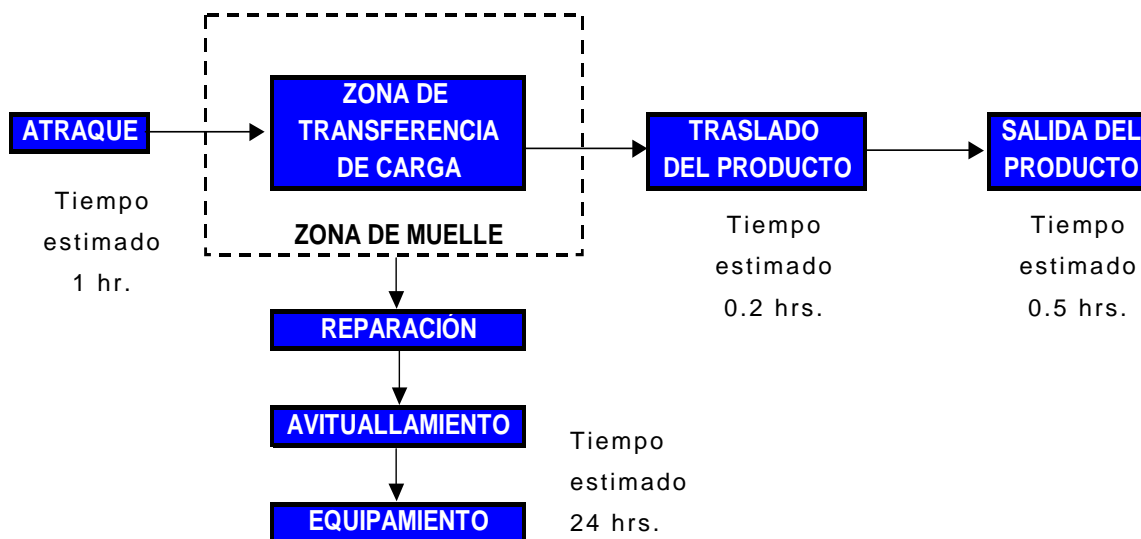 ATRAQUE
Tiempo
estimado
1 hr.
ZONA DE
TRANSFERENCIA
DE CARGA
ZONA DE MUELLE
TRASLADO
DEL PRODUCTO
Tiempo
estimado
0.2 hrs.
SALIDA DEL
PRODUCTO
Tiempo
estimado
0.5 hrs.
REPARACIÓN
AVITUALLAMIENTO
EQUIPAMIENTO
Tiempo
estimado
24 hrs.